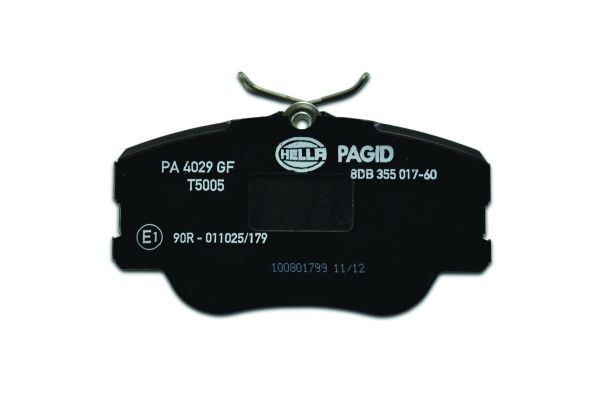 HELLA PAGID
8DB 355 017-60
PA 4029 GF
T5005
E1 90R - 011025/179
100801799 11/12